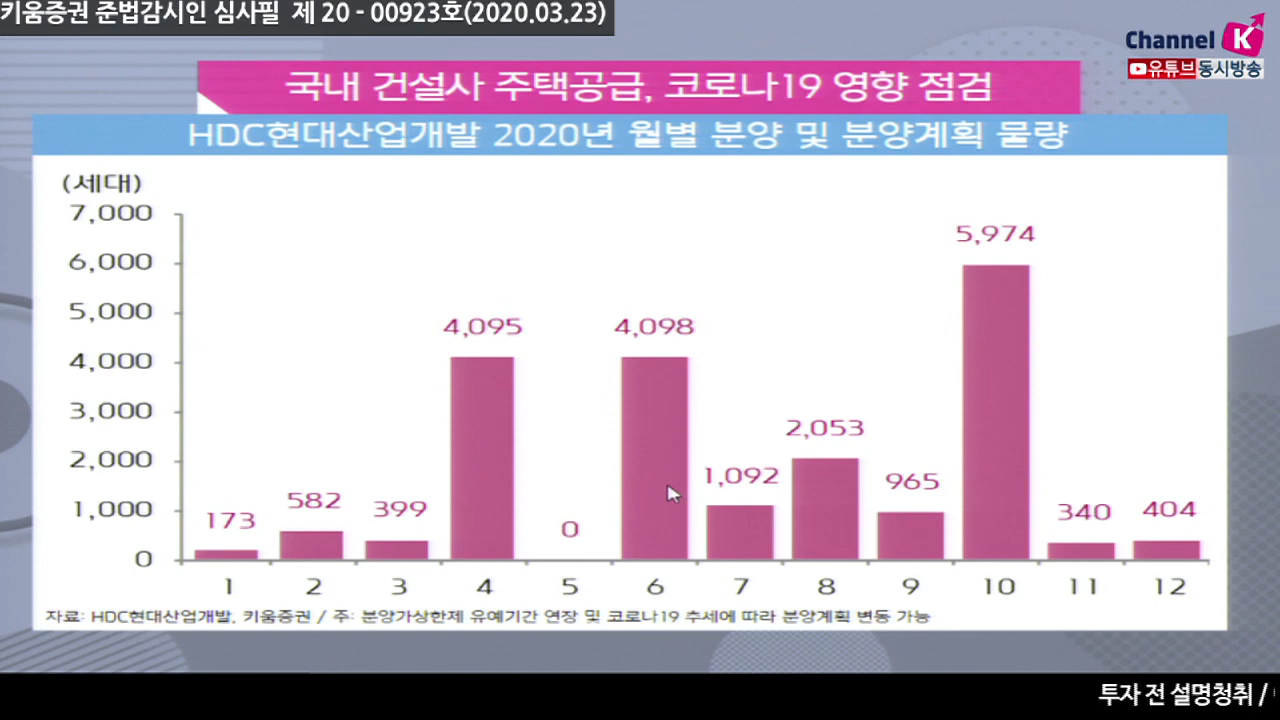 키움증권 준법감시인 심사필 제 20 - 00923호(2020.03.23)
Channel K
유튜브 동시방송
국내 건설사 주택공급, 코로나19 영향 점검
HDC현대산업개발 2020년 월별 분양 및 분양계획 물량
(세대)
7,000
6,000
5,000
4,000
3,000
2,000
1,000
0
173
582
399
4,095
0
4,098
1,092
2,053
965
5,974
340
404
1 2 3 4 5 6 7 8 9 10 11 12
자료: HDC현대산업개발, 키움증권 / 주: 분양가상한제 유예기간 연장 및 코로나19 추세에 따라 분양계획 변동 가능
투자 전 설명청취 /